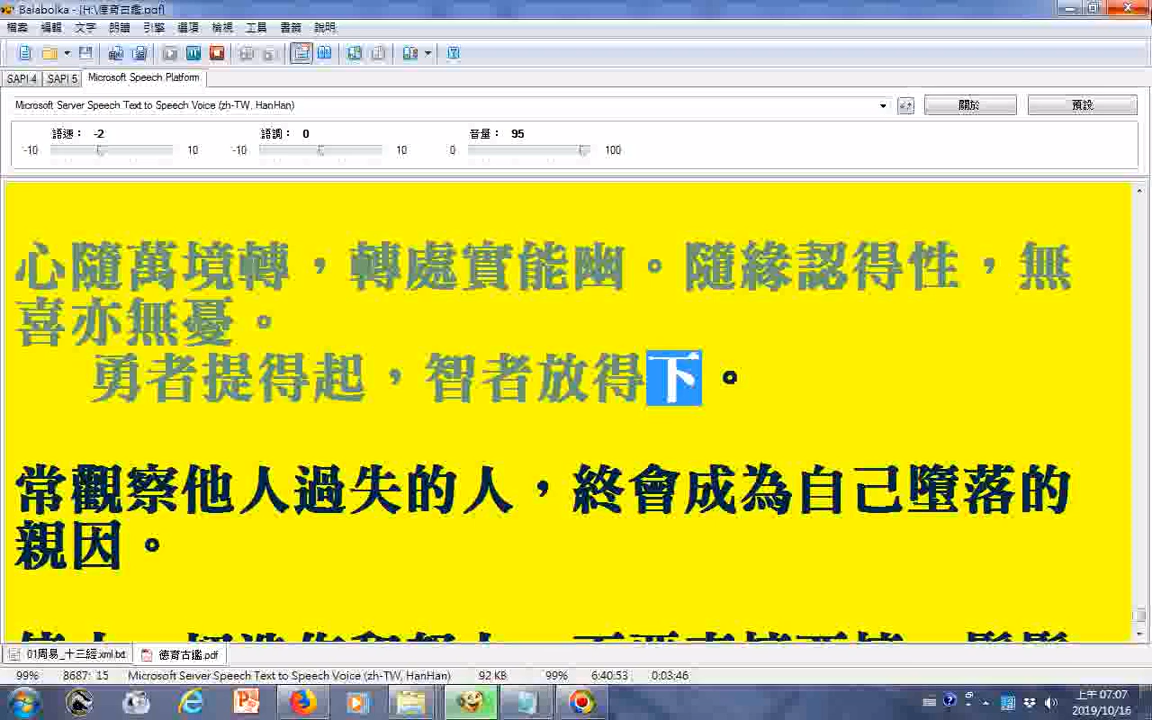 Balabolka - [H:\德育古鑑.pdf]
檔案 編輯 文字 朗讀 引擎 選項 檢視 工具 書籤 說明
SAPI 4 SAPI 5 Microsoft Speech Platform
Microsoft Server Speech Text to Speech Voice (zh-TW, HanHan) 關於 預設
語速： -2 語調： 0 音量： 95
-10 10 -10 10 0 100
心隨萬境轉，轉處實能幽。隨緣認得性，無
喜亦無憂。
勇者提得起，智者放得下。
常觀察他人過失的人，終會成為自己墮落的
親因。
01周易_十三經.xml.txt 德育古鑑.pdf
99% 8687: 15 Microsoft Server Speech Text to Speech Voice (zh-TW, HanHan) 92 KB 99% 6:40:53 0:03:46
上午 07:07
2019/10/16